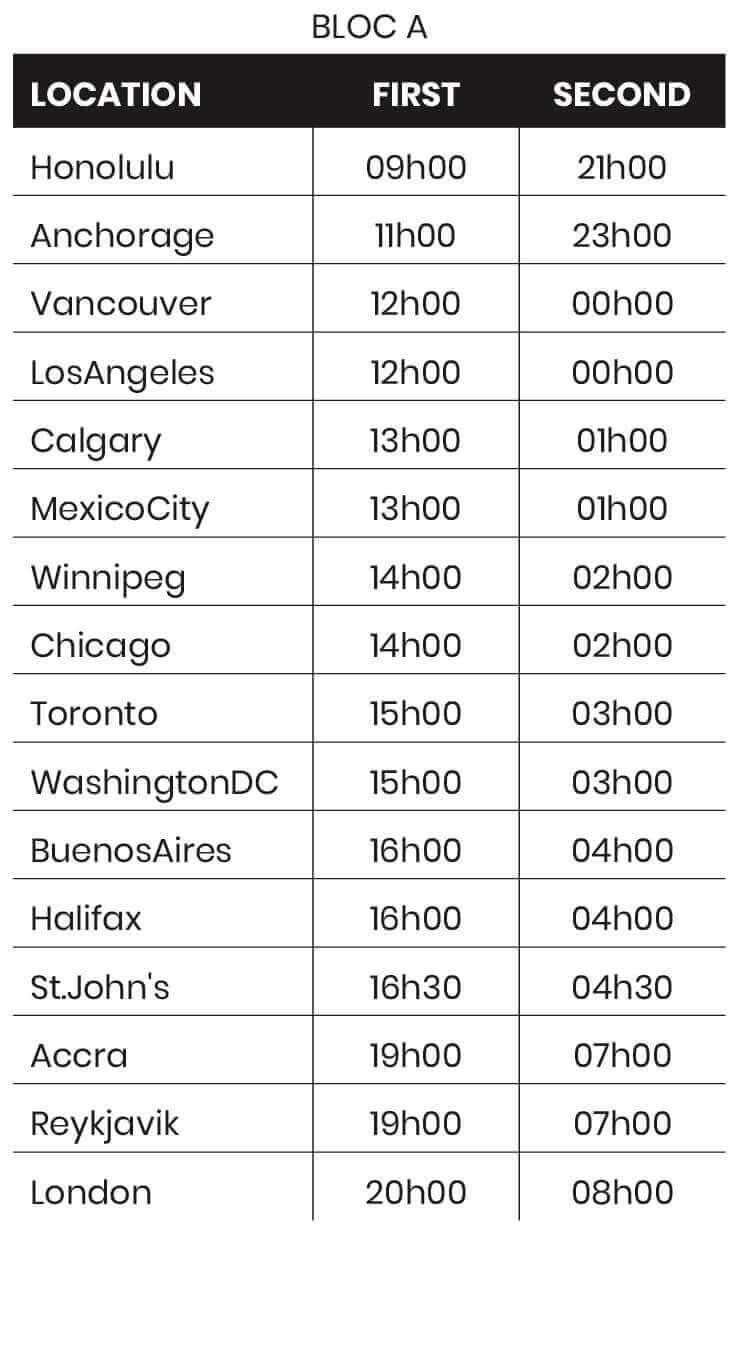 BLOC A
LOCATION FIRST SECOND
Honolulu 09h00 21h00
Anchorage 11h00 23h00
Vancouver 12h00 00h00
LosAngeles 12h00 00h00
Calgary 13h00 01h00
MexicoCity 13h00 01h00
Winnipeg 14h00 02h00
Chicago 14h00 02h00
Toronto 15h00 03h00
WashingtonDC 15h00 03h00
BuenosAires 16h00 04h00
Halifax 16h00 04h00
St.John's 16h30 04h30
Accra 19h00 07h00
Reykjavik 19h00 07h00
London 20h00 08h00